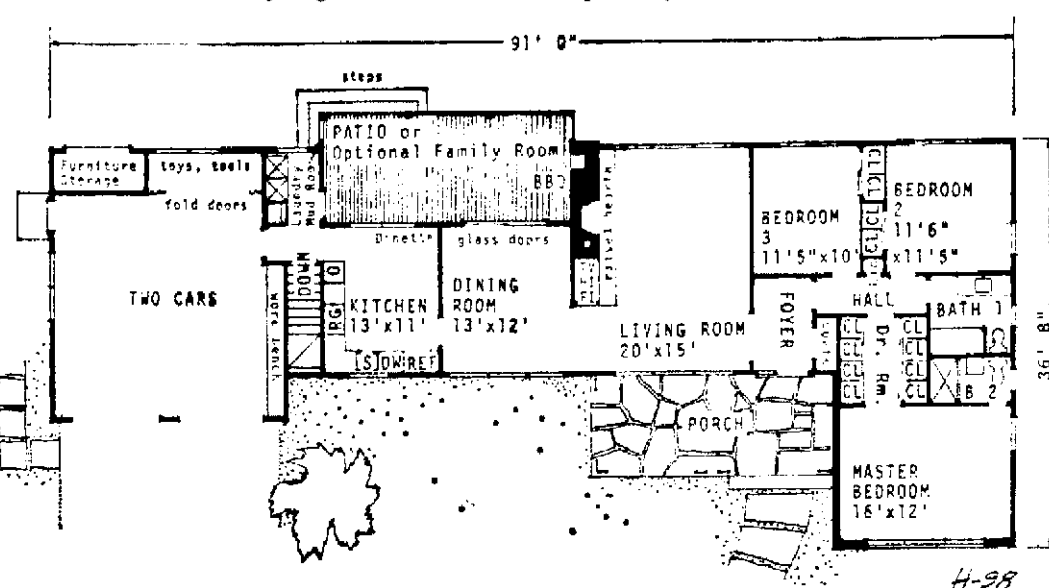 91' 0"
steps
PATIO or
Optional Family Room
BBQ
Furniture
Storage
toys, tools
fold doors
Laundry
Mud Room
Dinette
glass doors
raised hearth
BEDROOM
3
11'5"x10'
CL
CL
CL
CL
BEDROOM
2
11'6"
x11'5"
TWO CARS
work bench
DOWN
O
RG
KITCHEN
13'x11'
S
DW
REF
DINING
ROOM
13'x12'
LIVING ROOM
20'x15'
FOYER
HALL
BATH 1
CL
CL
CL
CL
Dr. Rm
CL
CL
CL
CL
B 2
PORCH
MASTER
BEDROOM
16'x12'
36' 8"
H-98